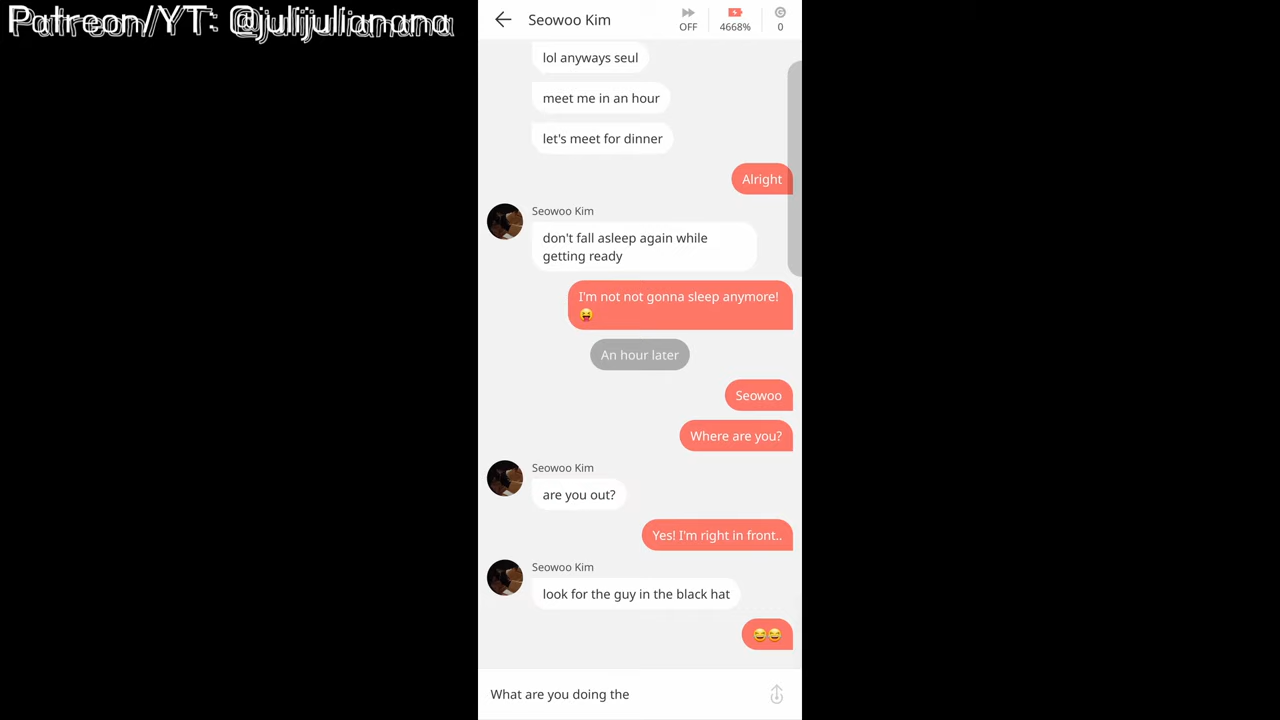 Patreon/YT: @julijulianana
Seowoo Kim
OFF
4668%
0
lol anyways seul
meet me in an hour
let's meet for dinner
Alright
Seowoo Kim
don't fall asleep again while
getting ready
I'm not not gonna sleep anymore!
😝
An hour later
Seowoo
Where are you?
Seowoo Kim
are you out?
Yes! I'm right in front..
Seowoo Kim
look for the guy in the black hat
😂😂
What are you doing the